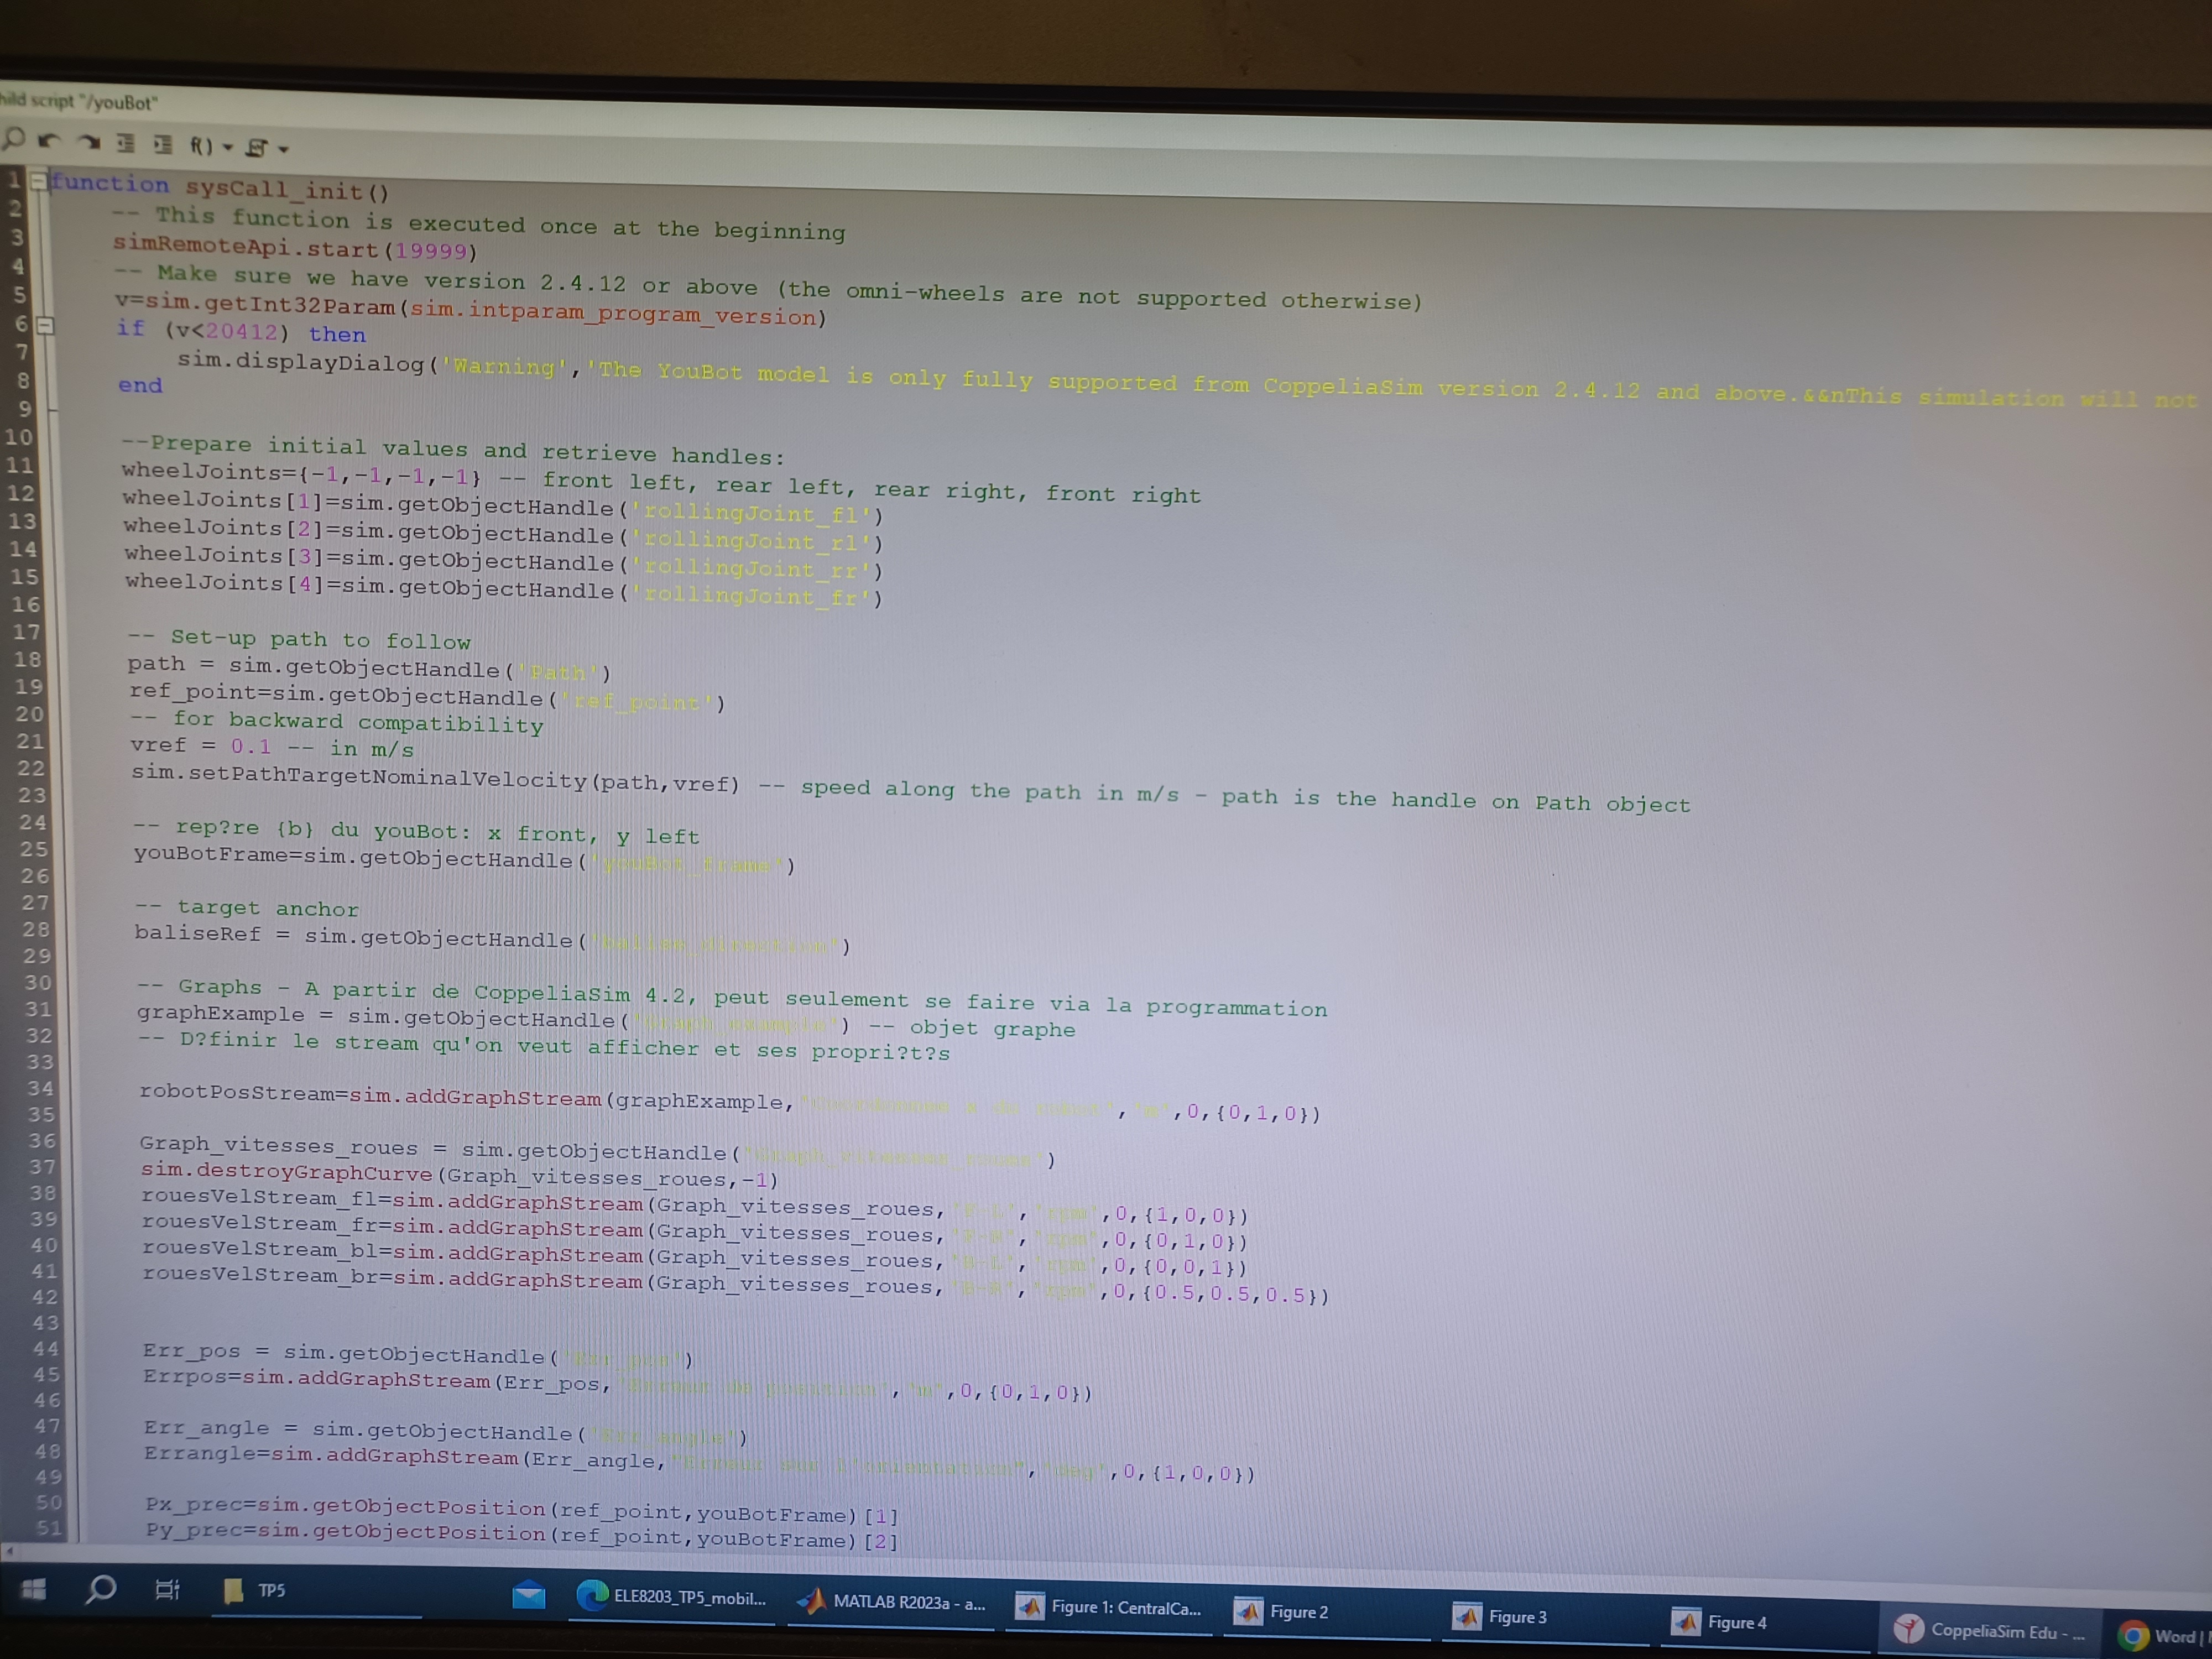 hild script "/youBot"
f()
1 function sysCall_init()
2 -- This function is executed once at the beginning
3 simRemoteApi.start(19999)
4 -- Make sure we have version 2.4.12 or above (the omni-wheels are not supported otherwise)
5 v=sim.getInt32Param(sim.intparam_program_version)
6 if (v<20412) then
7 sim.displayDialog('Warning','The YouBot model is only fully supported from CoppeliaSim version 2.4.12 and above.&&nThis simulation will not
8 end
9
10 --Prepare initial values and retrieve handles:
11 wheelJoints={-1,-1,-1,-1} -- front left, rear left, rear right, front right
12 wheelJoints[1]=sim.getObjectHandle('rollingJoint_fl')
13 wheelJoints[2]=sim.getObjectHandle('rollingJoint_rl')
14 wheelJoints[3]=sim.getObjectHandle('rollingJoint_rr')
15 wheelJoints[4]=sim.getObjectHandle('rollingJoint_fr')
16
17 -- Set-up path to follow
18 path = sim.getObjectHandle('Path')
19 ref_point=sim.getObjectHandle('ref_point')
20 -- for backward compatibility
21 vref = 0.1 -- in m/s
22 sim.setPathTargetNominalVelocity(path,vref) -- speed along the path in m/s - path is the handle on Path object
23
24 -- rep?re {b} du youBot: x front, y left
25 youBotFrame=sim.getObjectHandle('youBot_frame')
26
27 -- target anchor
28 baliseRef = sim.getObjectHandle( )
29
30 -- Graphs - A partir de CoppeliaSim 4.2, peut seulement se faire via la programmation
31 graphExample = sim.getObjectHandle( ) -- objet graphe
32 -- D?finir le stream qu'on veut afficher et ses propri?t?s
33
34 robotPosStream=sim.addGraphStream(graphExample, , ,0,{0,1,0})
35
36 Graph_vitesses_roues = sim.getObjectHandle( )
37 sim.destroyGraphCurve(Graph_vitesses_roues,-1)
38 rouesVelStream_fl=sim.addGraphStream(Graph_vitesses_roues, , ,0,{1,0,0})
39 rouesVelStream_fr=sim.addGraphStream(Graph_vitesses_roues, , ,0,{0,1,0})
40 rouesVelStream_bl=sim.addGraphStream(Graph_vitesses_roues, , ,0,{0,0,1})
41 rouesVelStream_br=sim.addGraphStream(Graph_vitesses_roues, , ,0,{0.5,0.5,0.5})
42
43
44 Err_pos = sim.getObjectHandle( )
45 Errpos=sim.addGraphStream(Err_pos, ,"m",0,{0,1,0})
46
47 Err_angle = sim.getObjectHandle( )
48 Errangle=sim.addGraphStream(Err_angle, , ,0,{1,0,0})
49
50 Px_prec=sim.getObjectPosition(ref_point,youBotFrame)[1]
51 Py_prec=sim.getObjectPosition(ref_point,youBotFrame)[2]
TP5
ELE8203_TP5_mobil...
MATLAB R2023a - a...
Figure 1: CentralCa...
Figure 2
Figure 3
Figure 4
CoppeliaSim Edu - ...
Word |